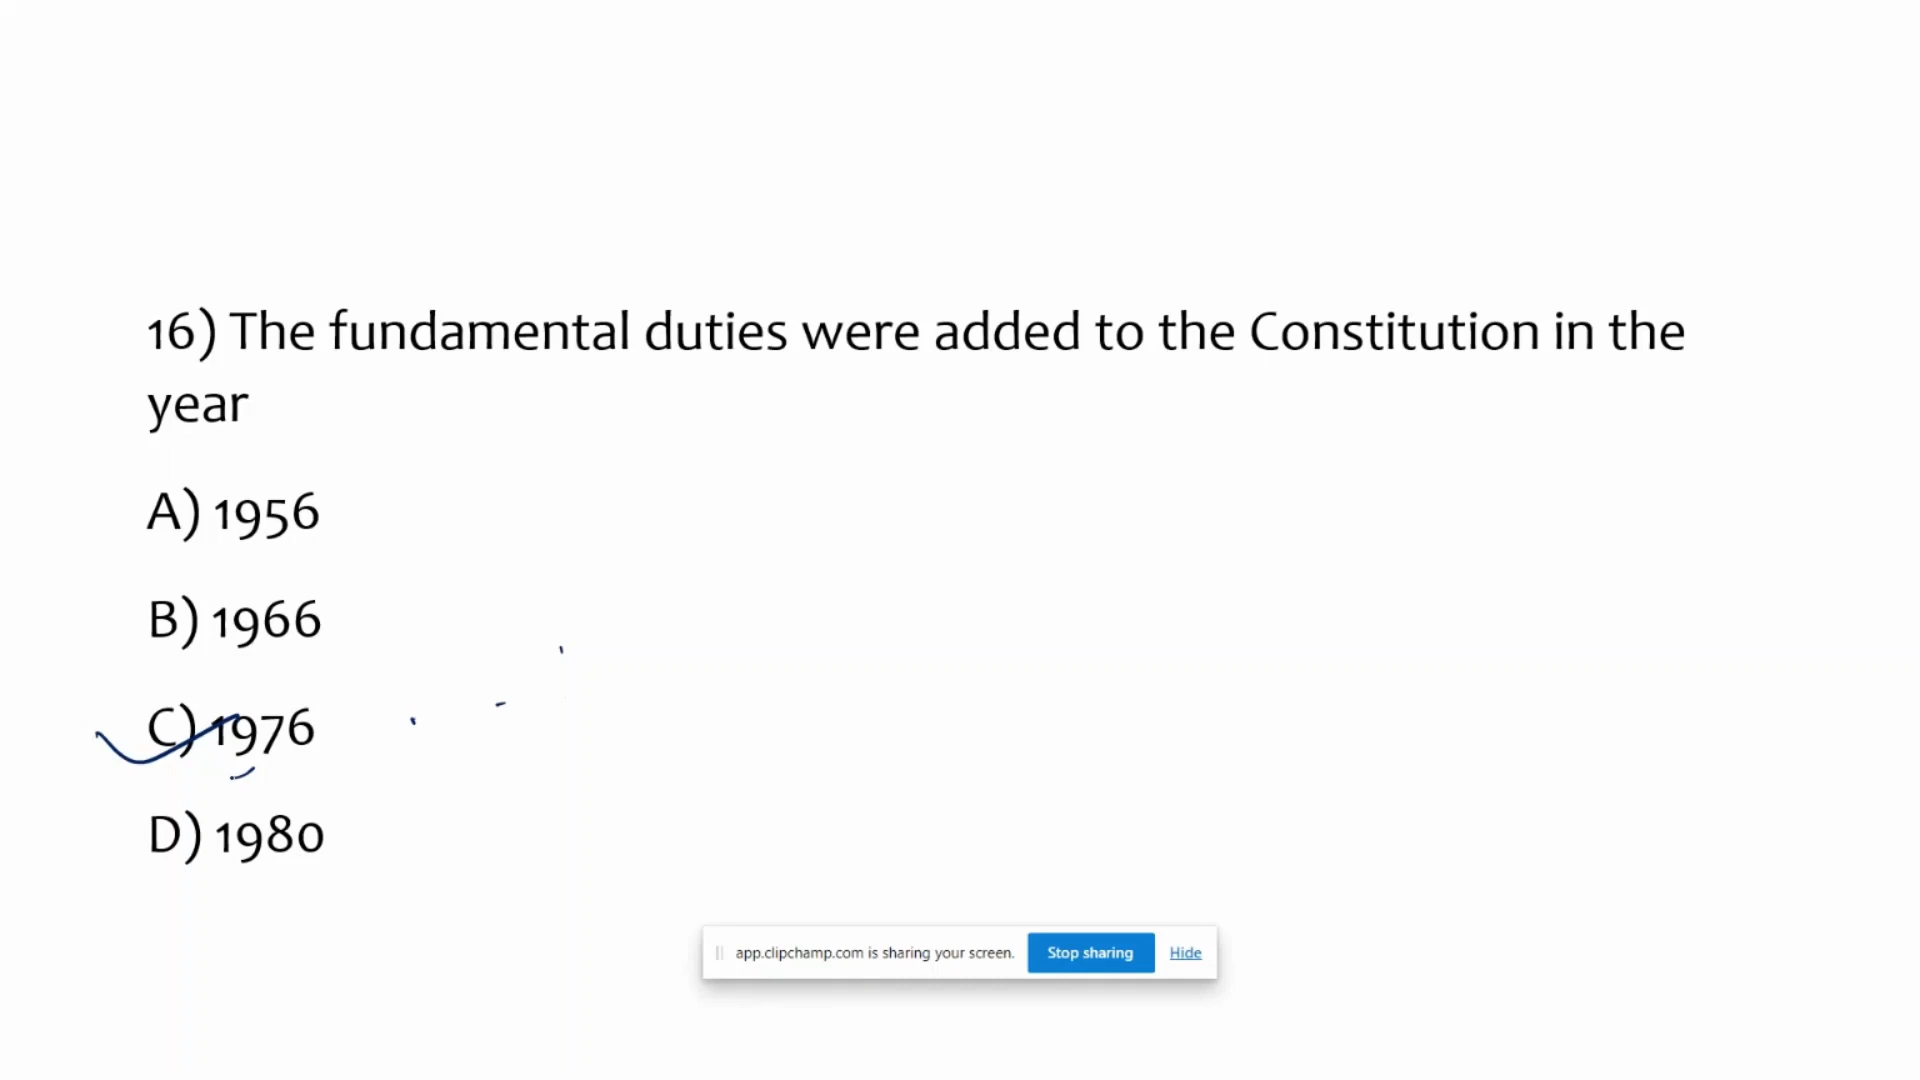 16) The fundamental duties were added to the Constitution in the
year
A) 1956
B) 1966
C) 1976
D) 1980
app.clipchamp.com is sharing your screen. Stop sharing Hide